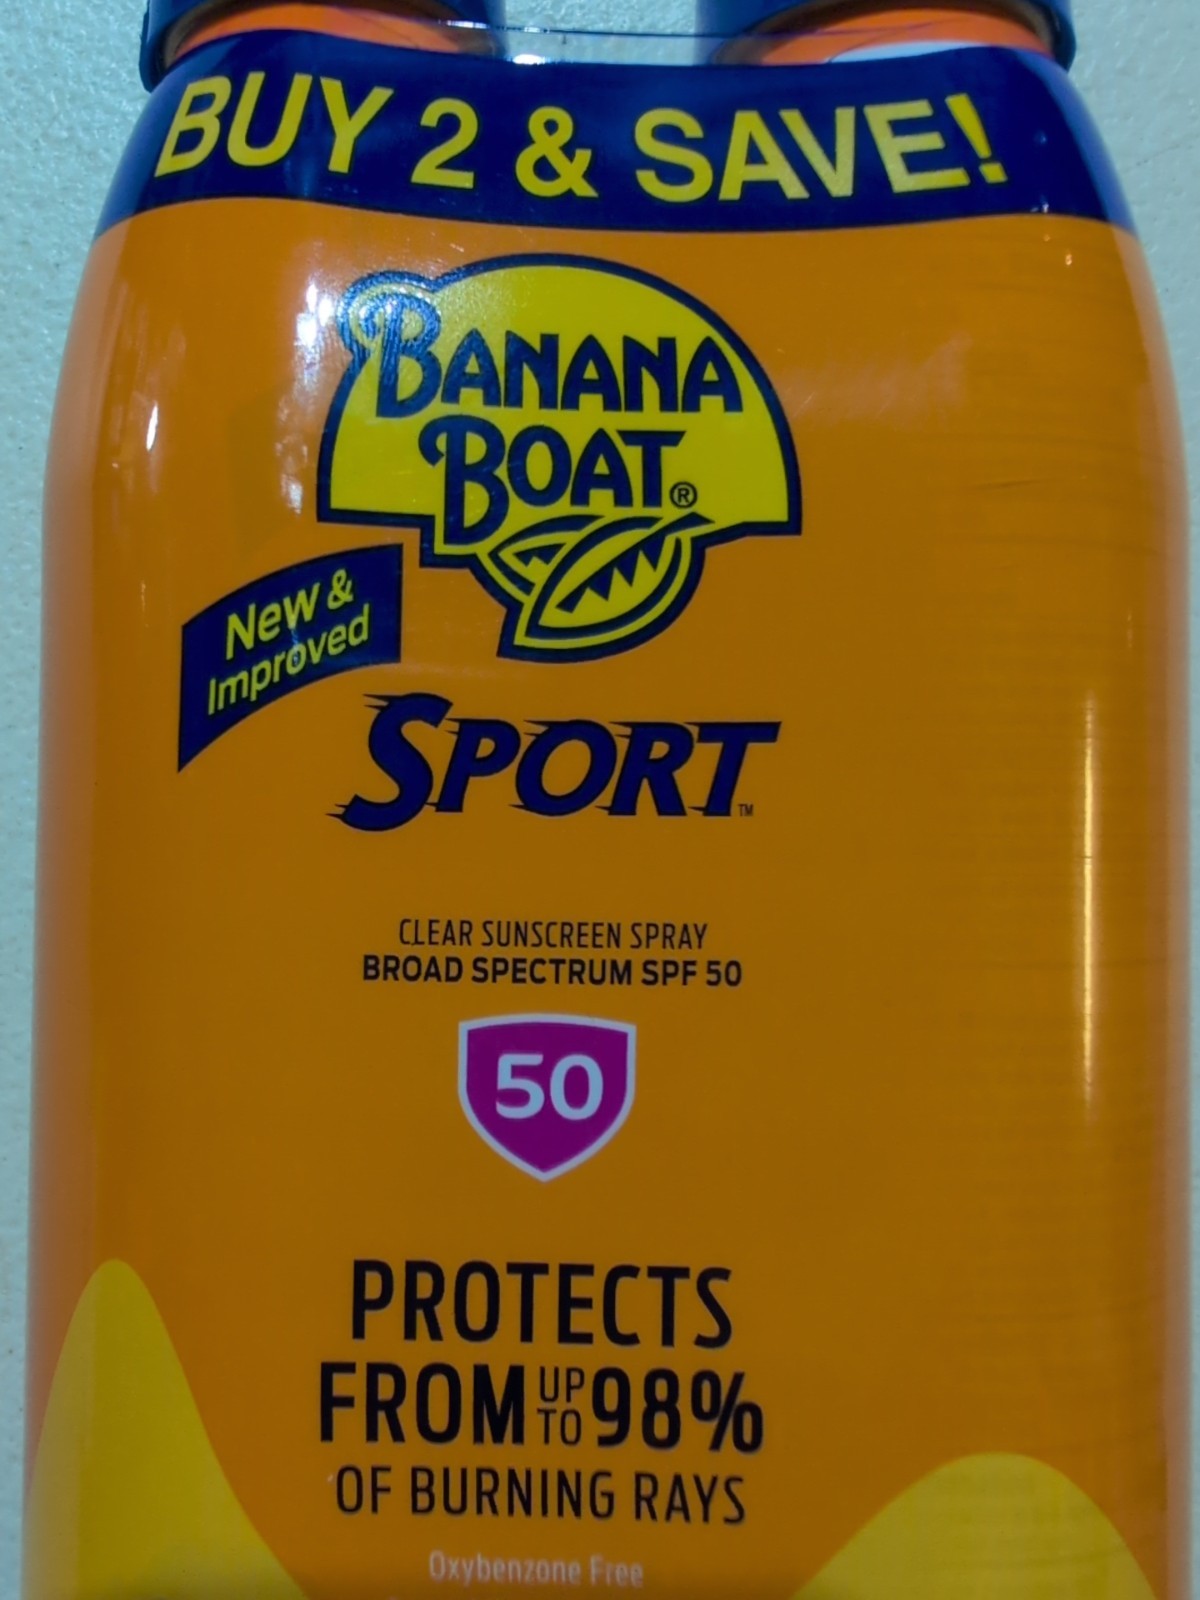 BUY 2 & SAVE!
BANANA
BOAT®
New &
Improved
SPORT™
CLEAR SUNSCREEN SPRAY
BROAD SPECTRUM SPF 50
50
PROTECTS
FROM UP TO 98%
OF BURNING RAYS
Oxybenzone Free